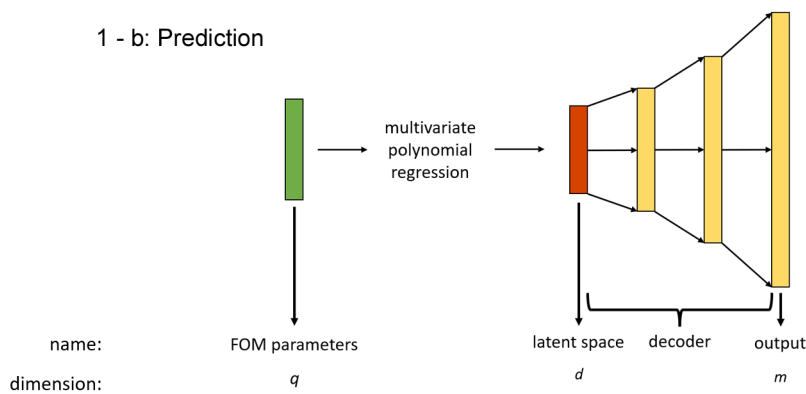 1 - b: Prediction
multivariate
polynomial
regression
name: FOM parameters latent space decoder output
dimension: q d m